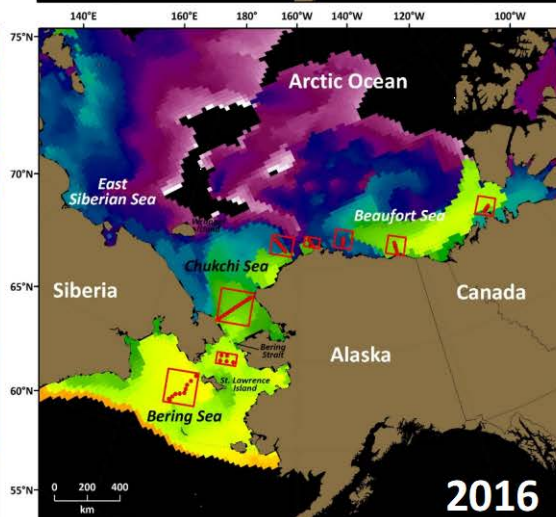 140°E 160°E 160°W 140°W 120°W 100°W
75°N
Arctic Ocean
70°N
East
Siberian Sea
Beaufort Sea
Chukchi Sea
65°N
Siberia
Canada
Bering
Strait
Alaska
St. Lawrence
Island
60°N
Bering Sea
0 200 400
km
55°N
2016